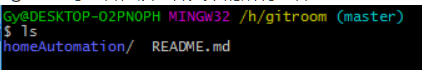 Gy@DESKTOP-O2PNOPH MINGW32 /h/gitroom (master)
$ ls
homeAutomation/ README.md